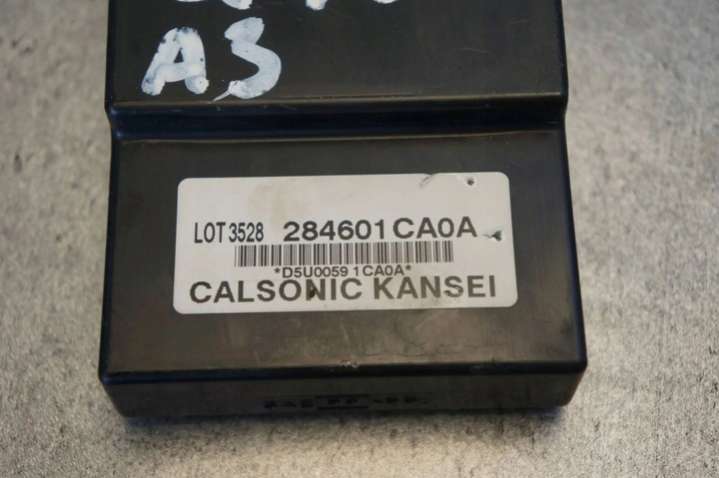 A3
LOT 3528 284601CA0A
*D5U0059 1CA0A*
CALSONIC KANSEI